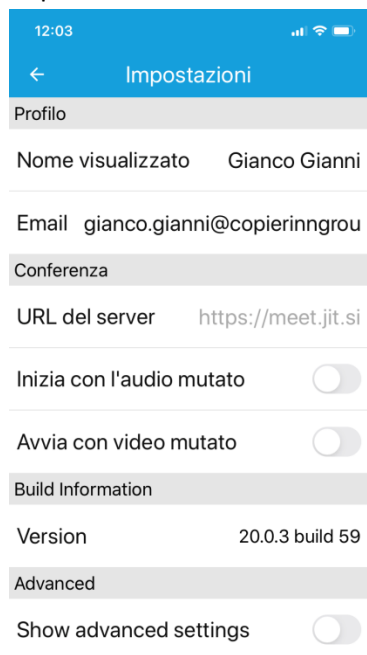 12:03
Impostazioni
Profilo
Nome visualizzato Gianco Gianni
Email gianco.gianni@copierinngrou
Conferenza
URL del server https://meet.jit.si
Inizia con l'audio mutato
Avvia con video mutato
Build Information
Version 20.0.3 build 59
Advanced
Show advanced settings